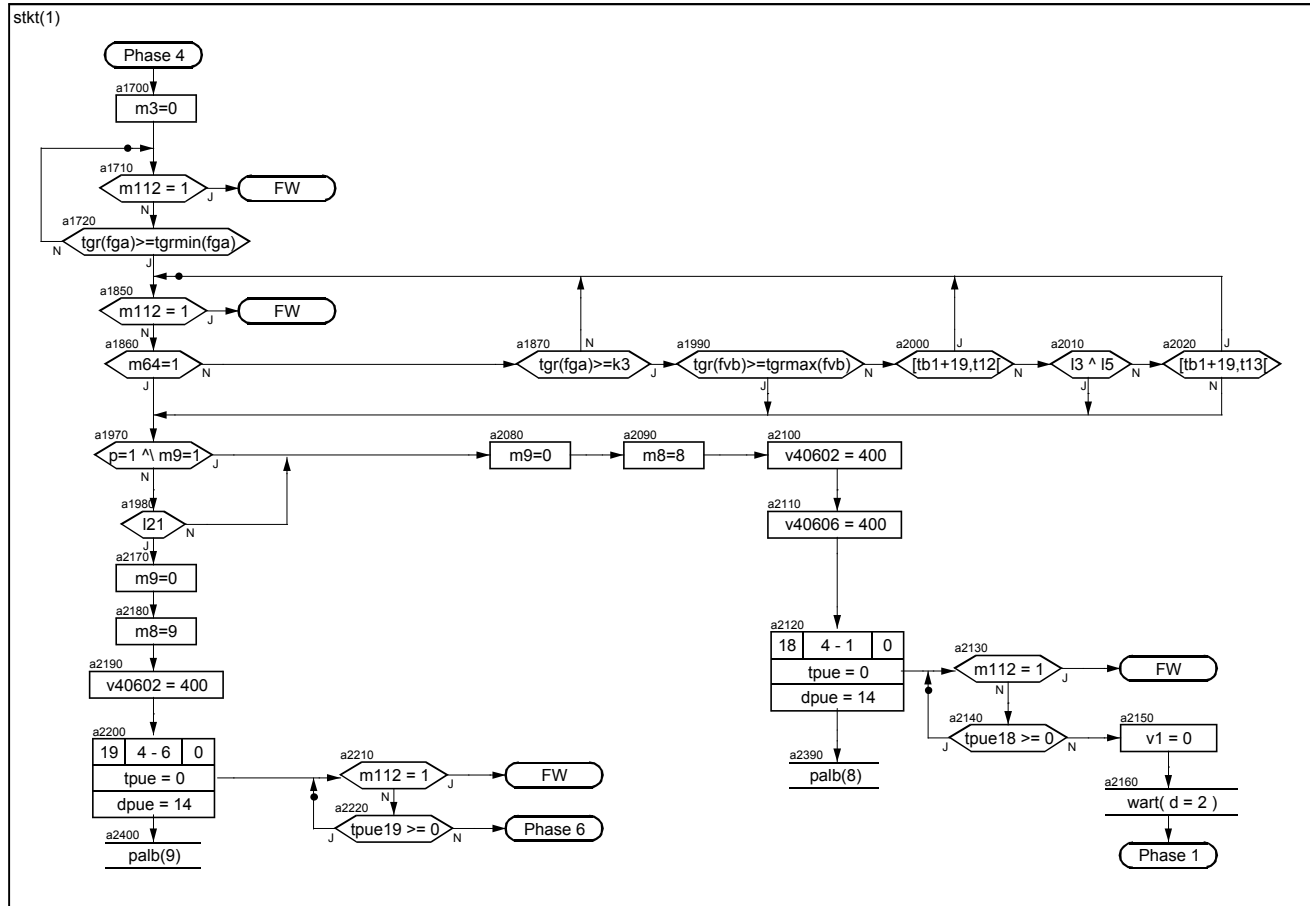 stkt(1)
Phase 4
a1700
m3=0
a1710
m112 = 1
J
FW
N
a1720
tgr(fga)>=tgrmin(fga)
N
J
a1850
m112 = 1
J
FW
N
a1860
m64=1
N
J
a1870
tgr(fga)>=k3
N
J
a1990
tgr(fvb)>=tgrmax(fvb)
N
J
a2000
[tb1+19,t12[
J
N
a2010
l3 ^ l5
N
J
a2020
[tb1+19,t13[
J
N
a1970
p=1 ^\ m9=1
J
N
a2080
m9=0
a2090
m8=8
a2100
v40602 = 400
a1980
l21
N
J
a2110
v40606 = 400
a2170
m9=0
a2180
m8=9
a2190
v40602 = 400
a2120
18 4 - 1 0
tpue = 0
dpue = 14
a2130
m112 = 1
J
FW
N
a2140
tpue18 >= 0
J
N
a2150
v1 = 0
a2390
palb(8)
a2160
wart( d = 2 )
Phase 1
a2200
19 4 - 6 0
tpue = 0
dpue = 14
a2210
m112 = 1
J
FW
N
a2220
tpue19 >= 0
J
N
Phase 6
a2400
palb(9)